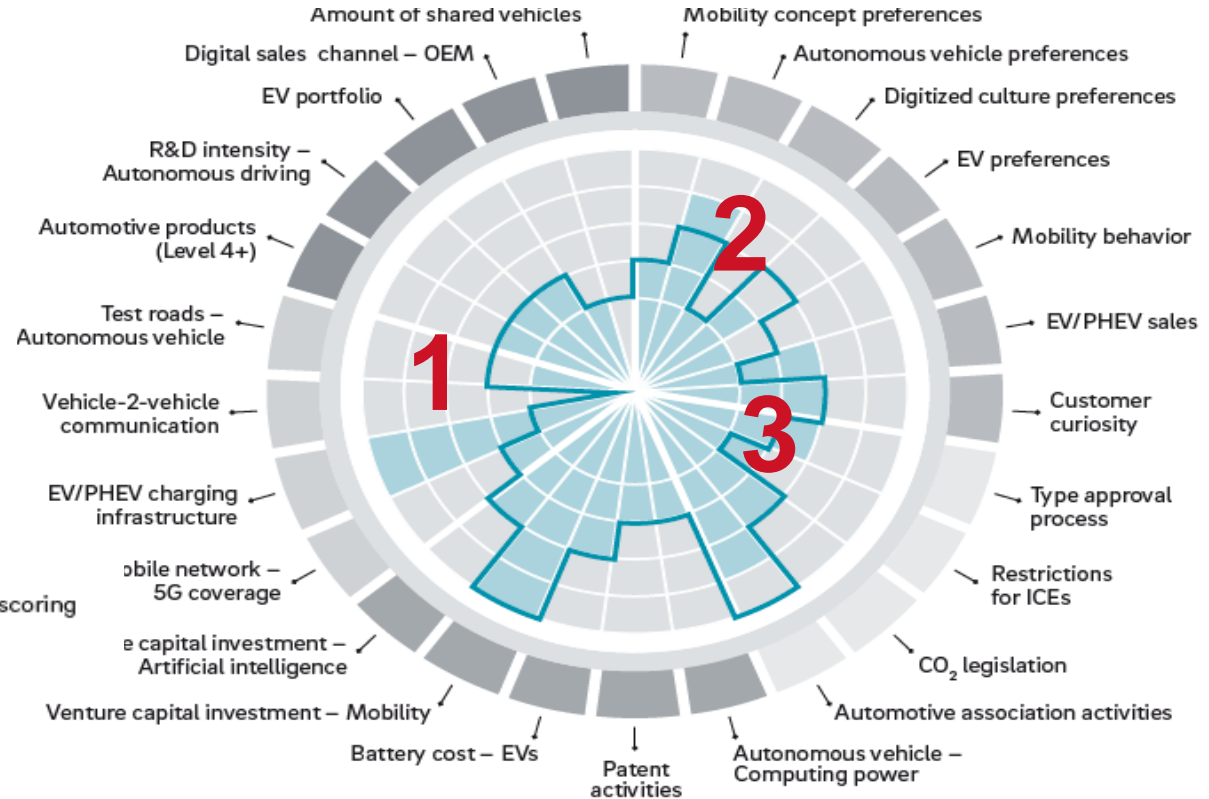 Amount of shared vehicles
Mobility concept preferences
Digital sales channel – OEM
Autonomous vehicle preferences
EV portfolio
Digitized culture preferences
R&D intensity –
Autonomous driving
EV preferences
Automotive products
(Level 4+)
Mobility behavior
Test roads –
Autonomous vehicle
EV/PHEV sales
Vehicle-2-vehicle
communication
Customer
curiosity
EV/PHEV charging
infrastructure
Type approval
process
obile network –
5G coverage
Restrictions
for ICEs
scoring
e capital investment –
Artificial intelligence
CO2 legislation
Venture capital investment – Mobility
Automotive association activities
Battery cost – EVs
Patent
activities
Autonomous vehicle –
Computing power
1
2
3